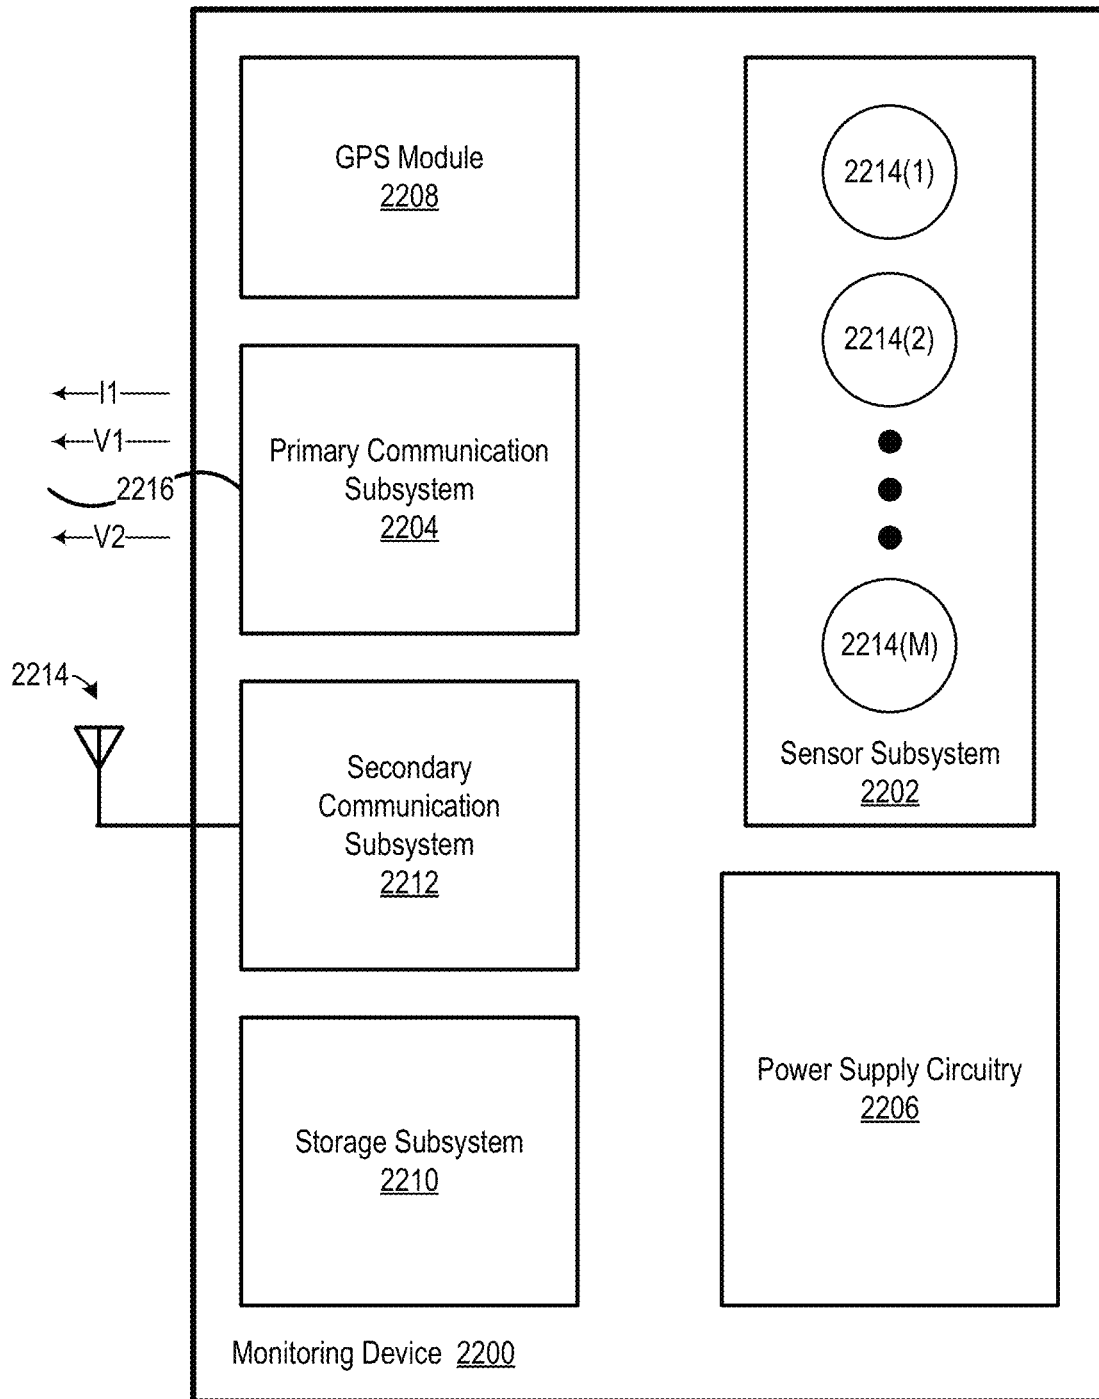 GPS Module
2208
2214(1)
2214(2)
2214(M)
Sensor Subsystem
2202
I1
V1
2216
V2
Primary Communication
Subsystem
2204
2214
Secondary
Communication
Subsystem
2212
Storage Subsystem
2210
Power Supply Circuitry
2206
Monitoring Device 2200